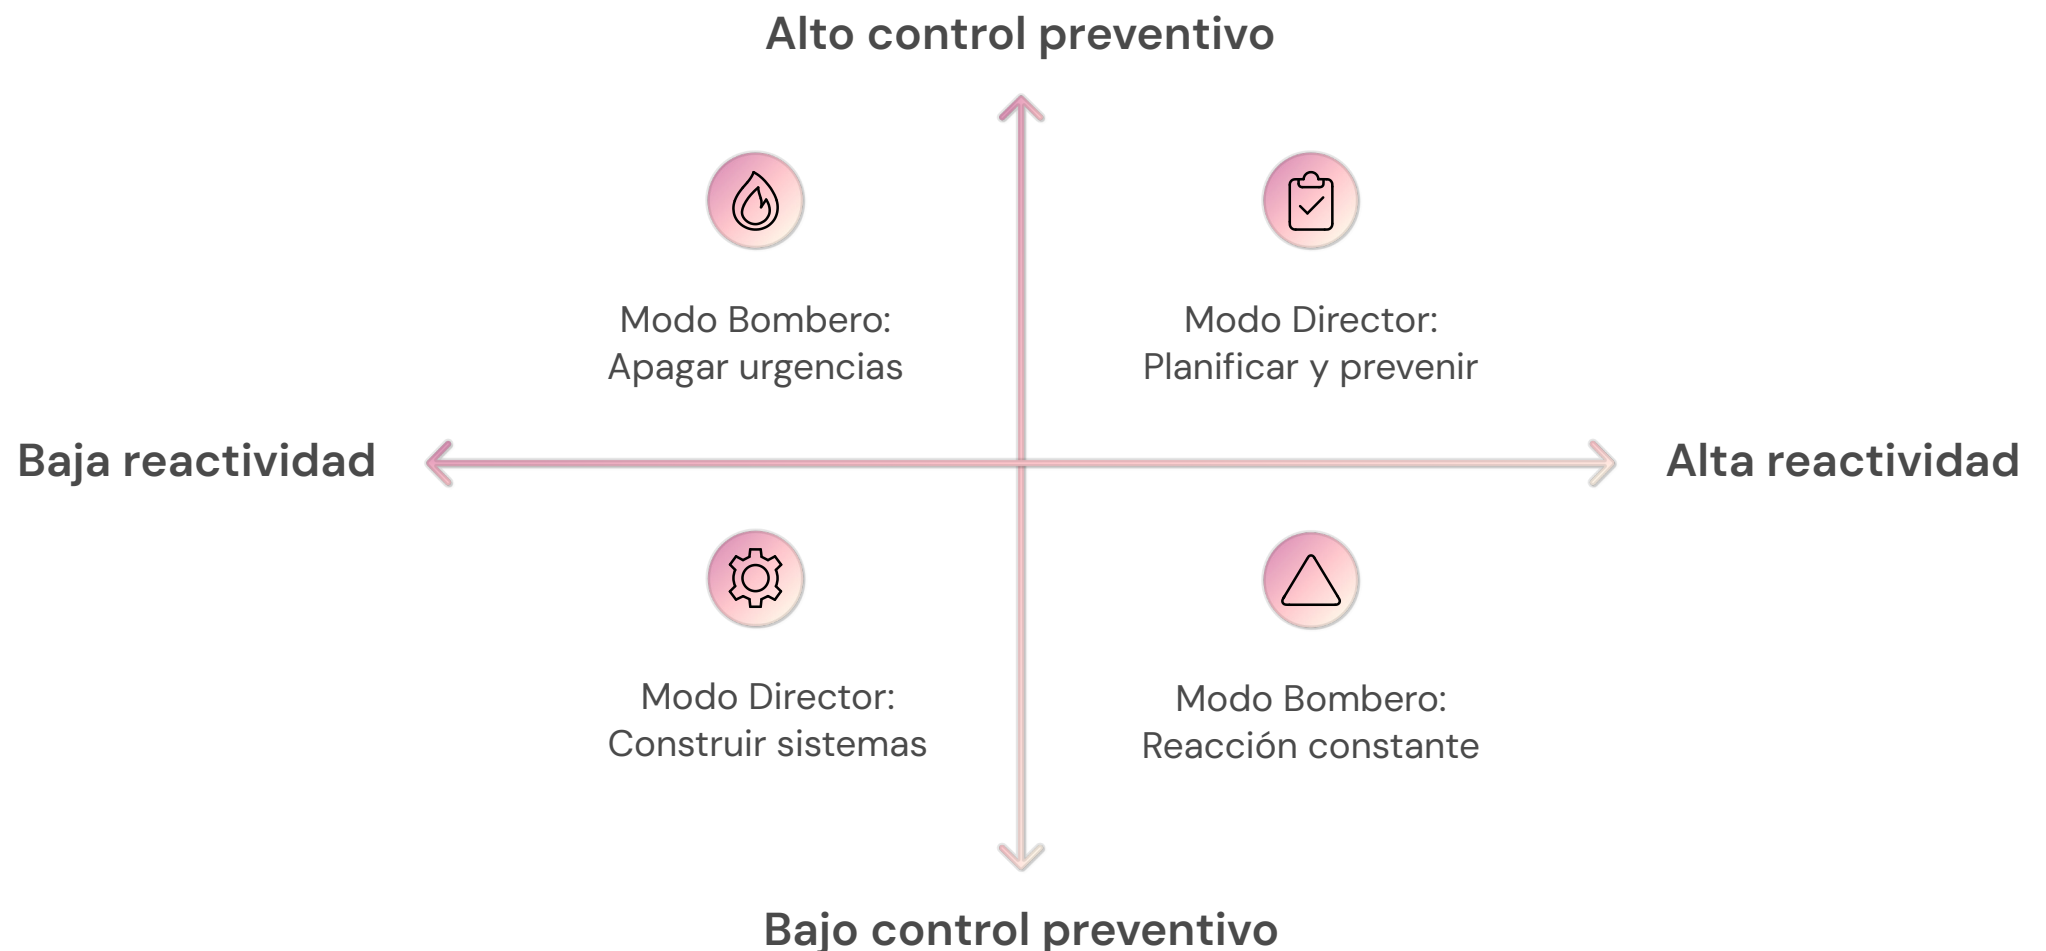 Alto control preventivo
Modo Bombero:
Apagar urgencias
Modo Director:
Planificar y prevenir
Baja reactividad
Alta reactividad
Modo Director:
Construir sistemas
Modo Bombero:
Reacción constante
Bajo control preventivo